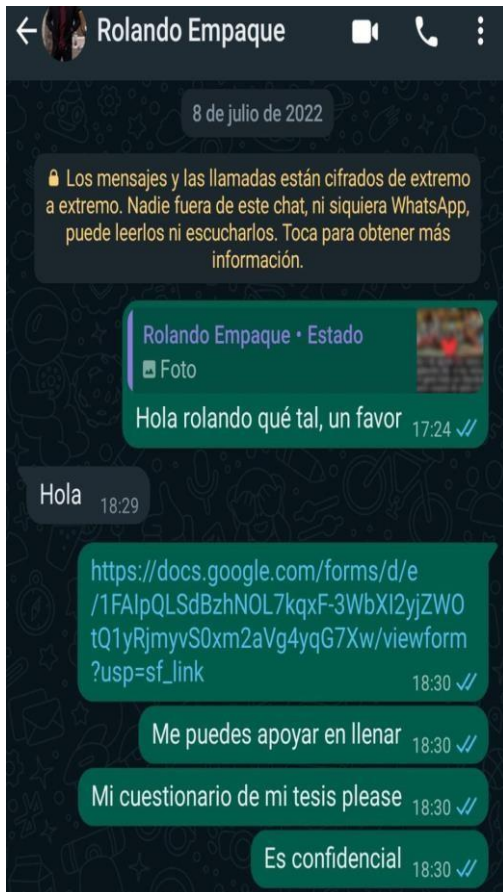 Rolando Empaque
8 de julio de 2022
Los mensajes y las llamadas están cifrados de extremo
a extremo. Nadie fuera de este chat, ni siquiera WhatsApp,
puede leerlos ni escucharlos. Toca para obtener más
información.
Rolando Empaque • Estado
Foto
Hola rolando qué tal, un favor 17:24
Hola 18:29
https://docs.google.com/forms/d/e
/1FAIpQLSdBzhNOL7kqxF-3WbXI2yjZWO
tQ1yRjmyvS0xm2aVg4yqG7Xw/viewform
?usp=sf_link
18:30
Me puedes apoyar en llenar 18:30
Mi cuestionario de mi tesis please 18:30
Es confidencial 18:30